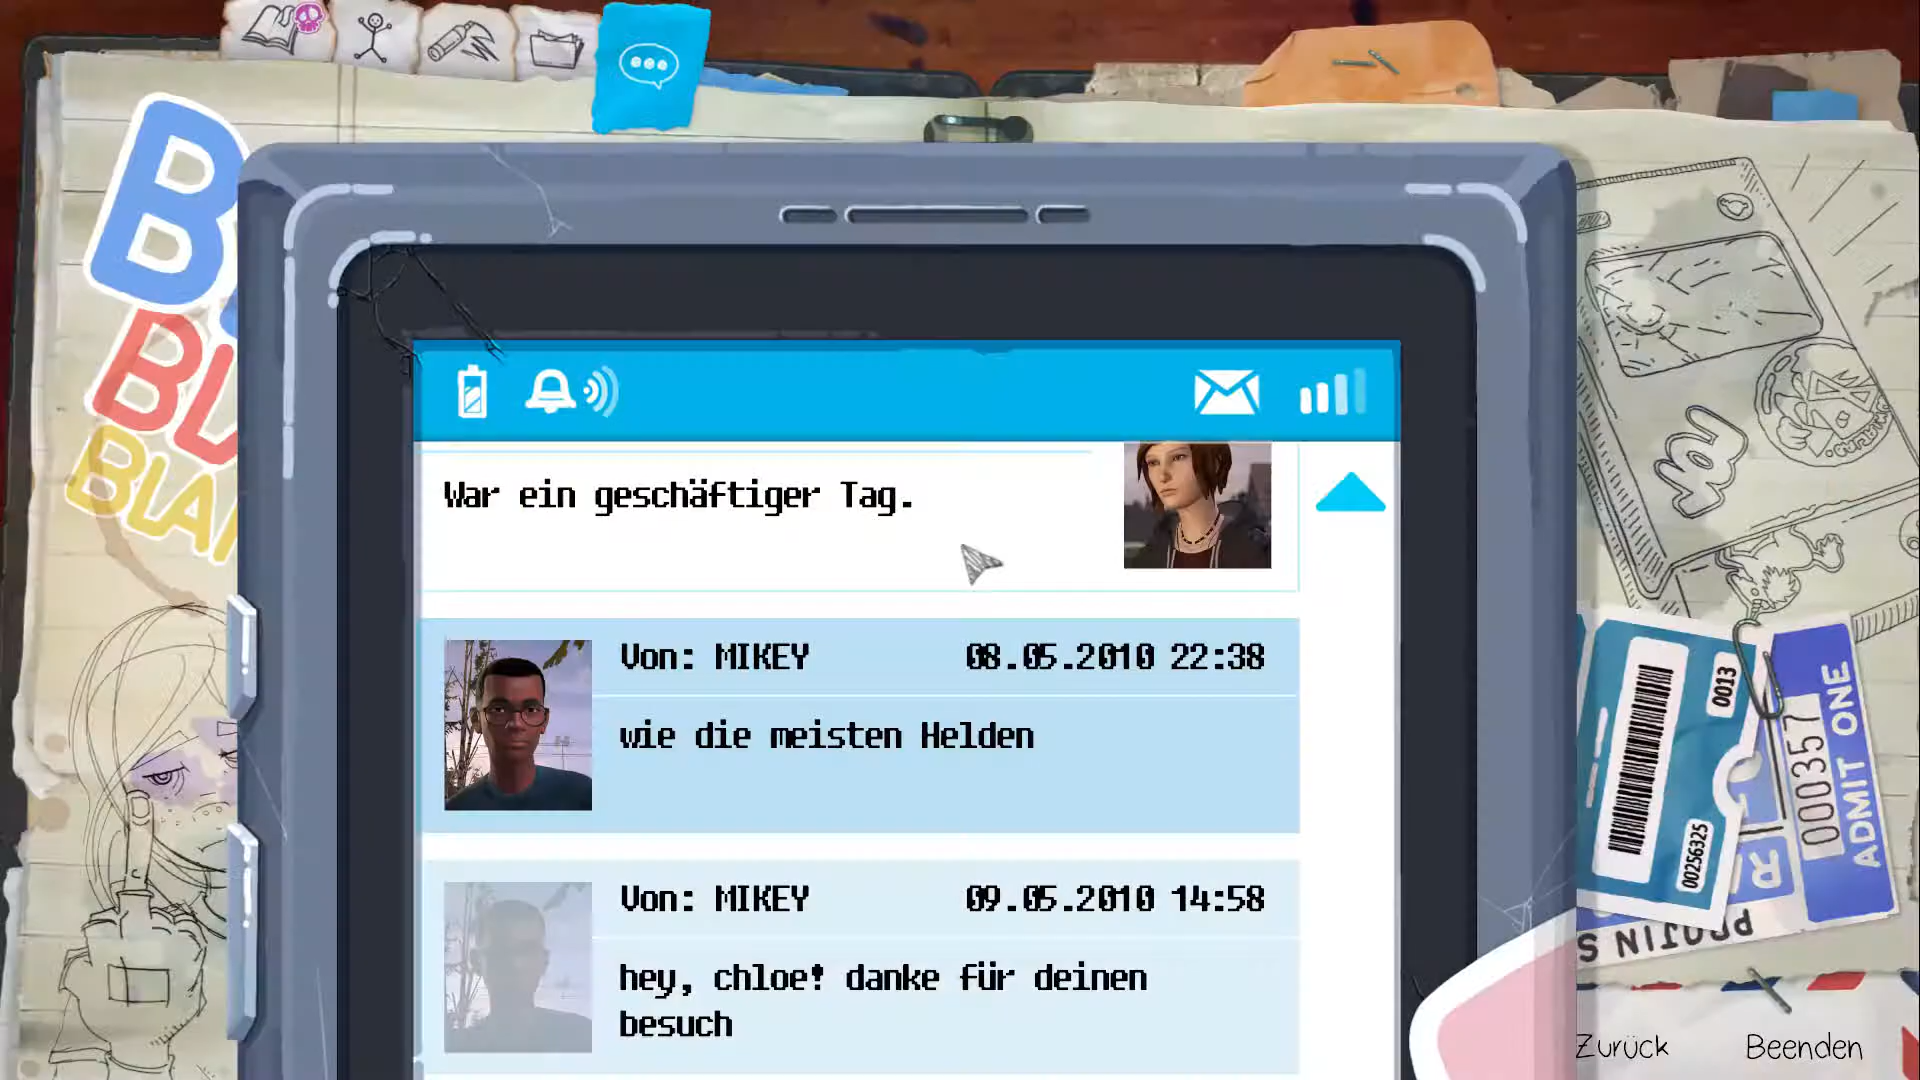 War ein geschäftiger Tag.
Von: MIKEY 08.05.2010 22:38
wie die meisten Helden
Von: MIKEY 09.05.2010 14:58
hey, chloe! danke für deinen
besuch
0013
00256325
000357
ADMIT ONE
Zurück
Beenden